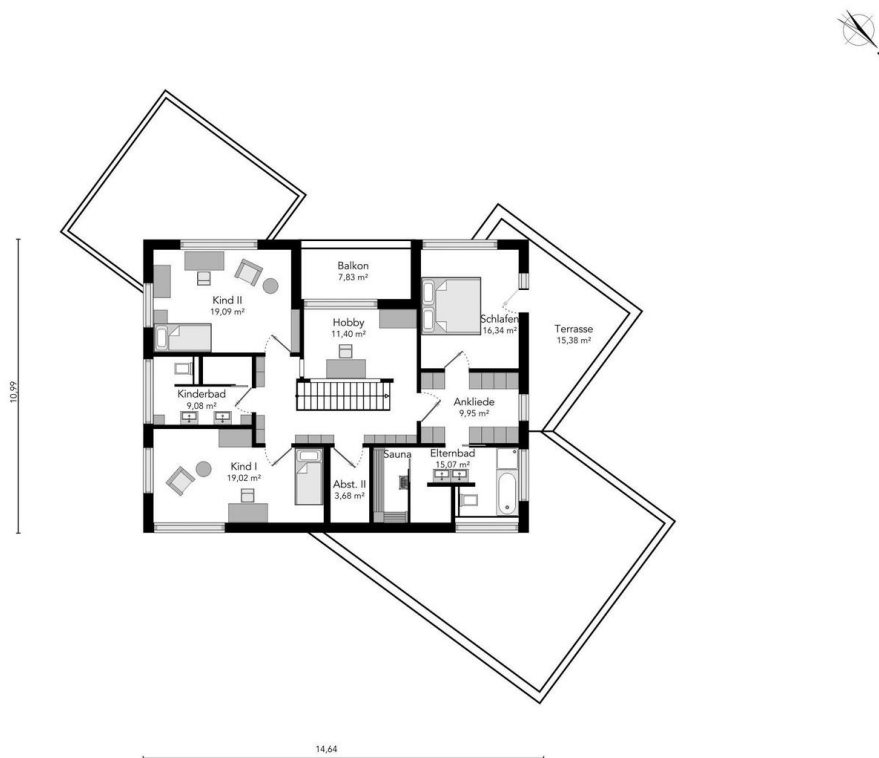 Balkon
7,83 m²
Kind II
19,09 m²
Hobby
11,40 m²
Schlafen
16,34 m²
Terrasse
15,38 m²
Kinderbad
9,08 m²
Ankliede
9,95 m²
10,99
Kind I
19,02 m²
Abst. II
3,68 m²
Sauna
Elternbad
15,07 m²
14,64